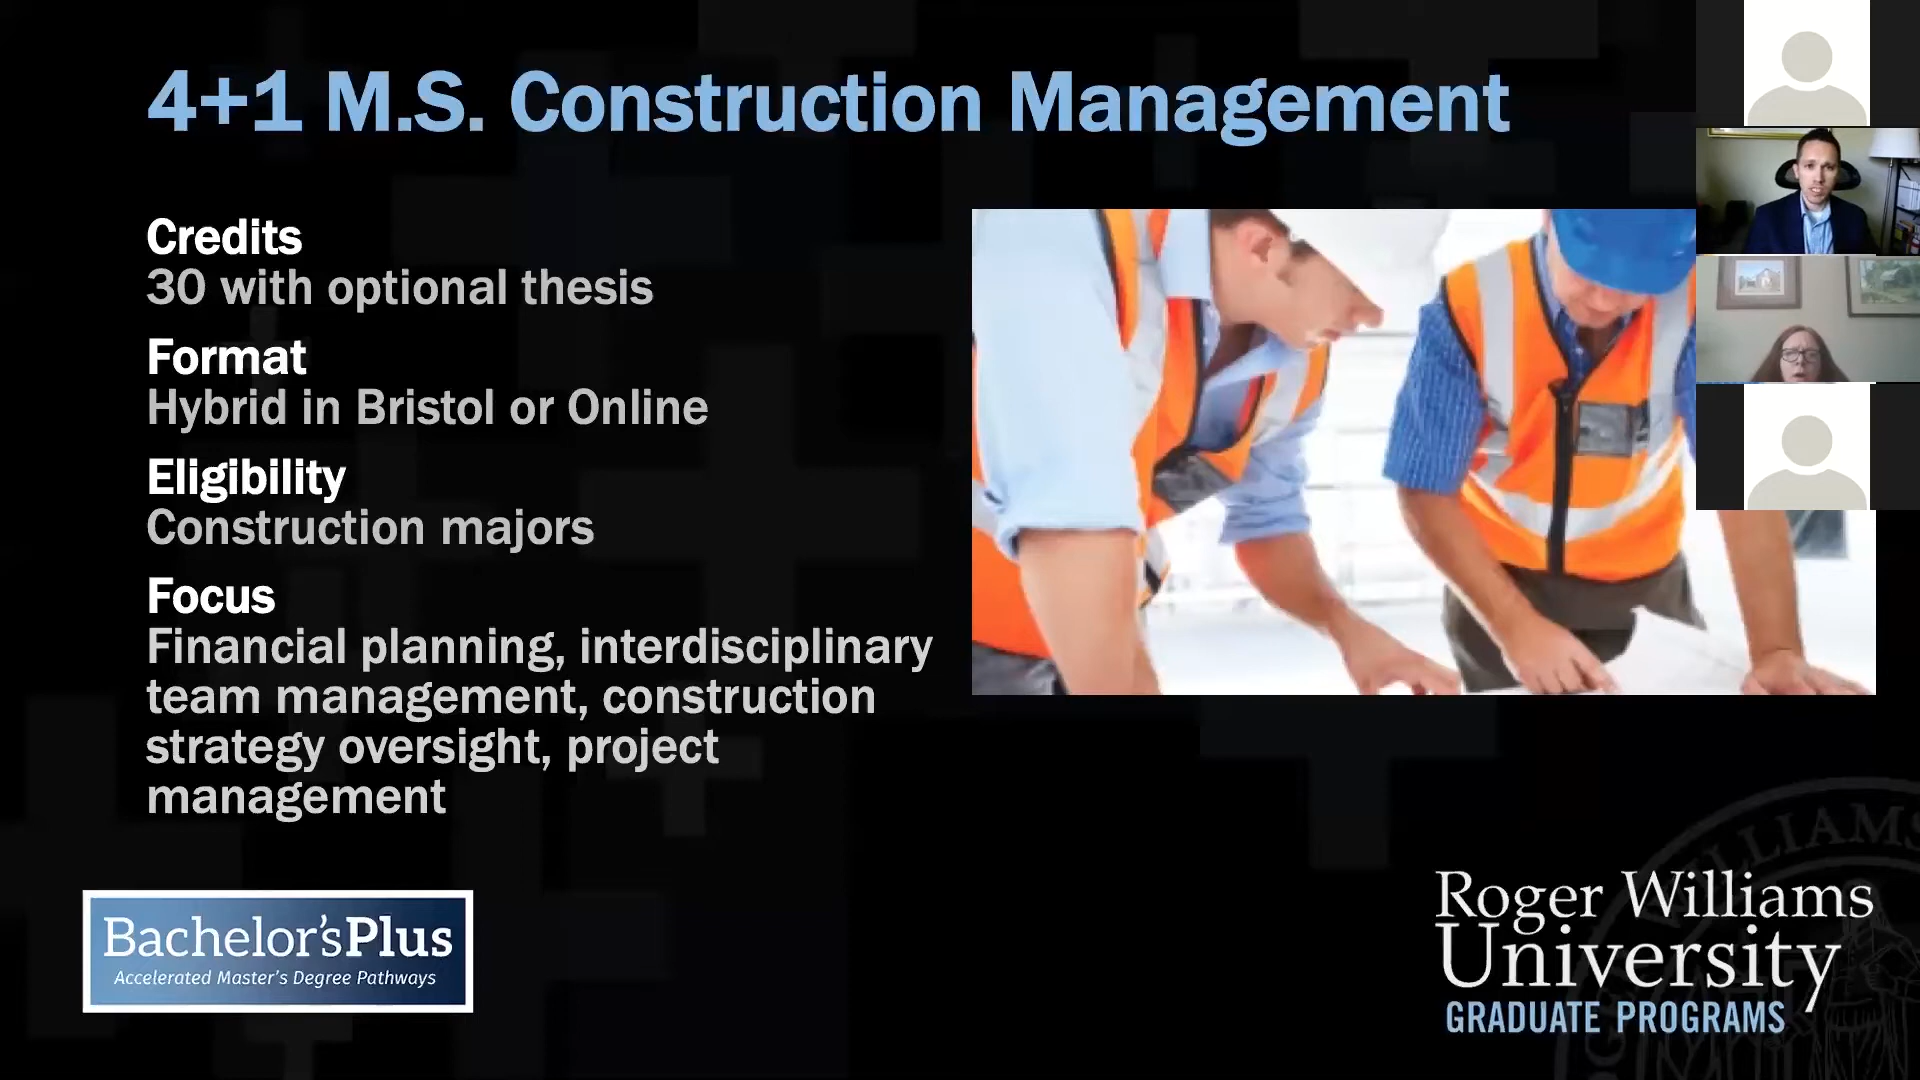 4+1 M.S. Construction Management
Credits
30 with optional thesis
Format
Hybrid in Bristol or Online
Eligibility
Construction majors
Focus
Financial planning, interdisciplinary
team management, construction
strategy oversight, project
management
Bachelor'sPlus
Accelerated Master's Degree Pathways
WILLIAMS
Roger Williams
University
GRADUATE PROGRAMS